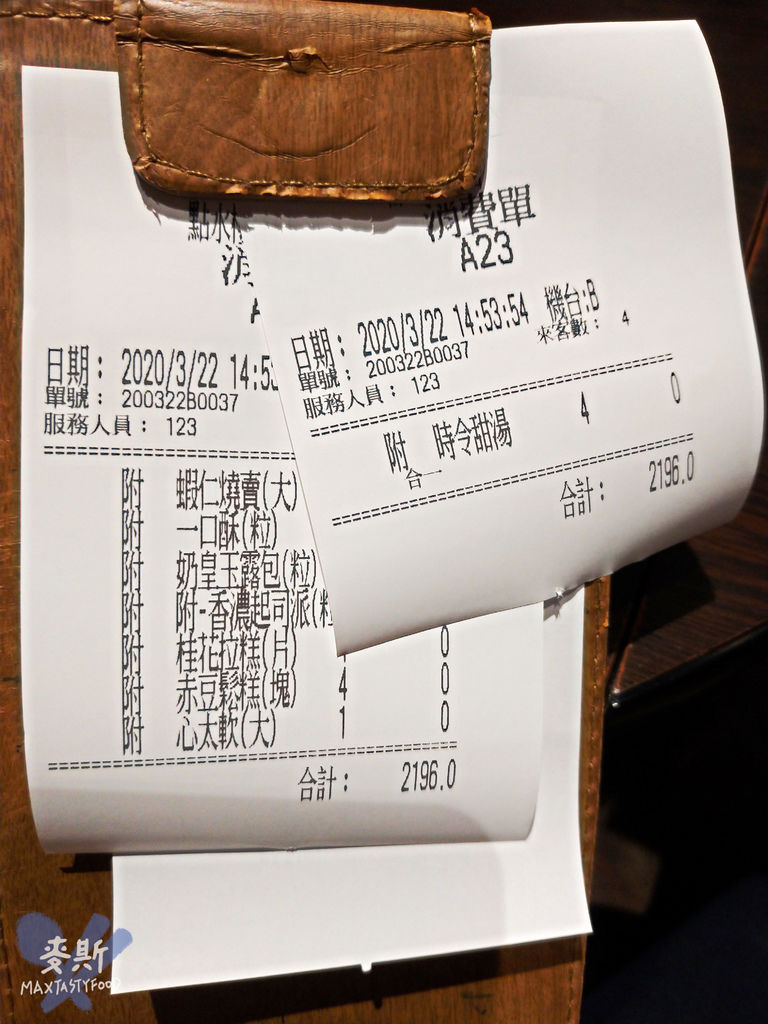 點水
消
日期： 2020/3/22 14:53
單號： 200322B0037
服務人員： 123
附 蝦仁燒賣(大)
附 一口酥(粒)
附 奶皇玉露包(粒)
附 附-香濃起司派(粒
附 桂花拉糕(片) 0
附 赤豆鬆糕(塊) 4 0
附 心太軟(大) 1 0
合計： 2196.0
消費單
A23
日期： 2020/3/22 14:53:54 機台:B
單號： 200322B0037 來客數： 4
服務人員： 123
附 時令甜湯 4 0
合一
合計： 2196.0
麥斯
MAXTASTYFOOD